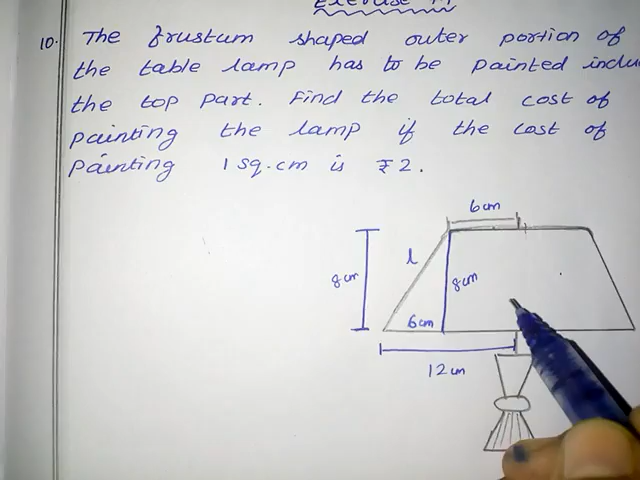 Exercise
10. The frustum shaped outer portion of
the table lamp has to be painted inclu
the top part. Find the total cost of
painting the lamp if the cost of
painting 1 sq.cm is ₹2.
6cm
l
8cm
8cm
6cm
12cm